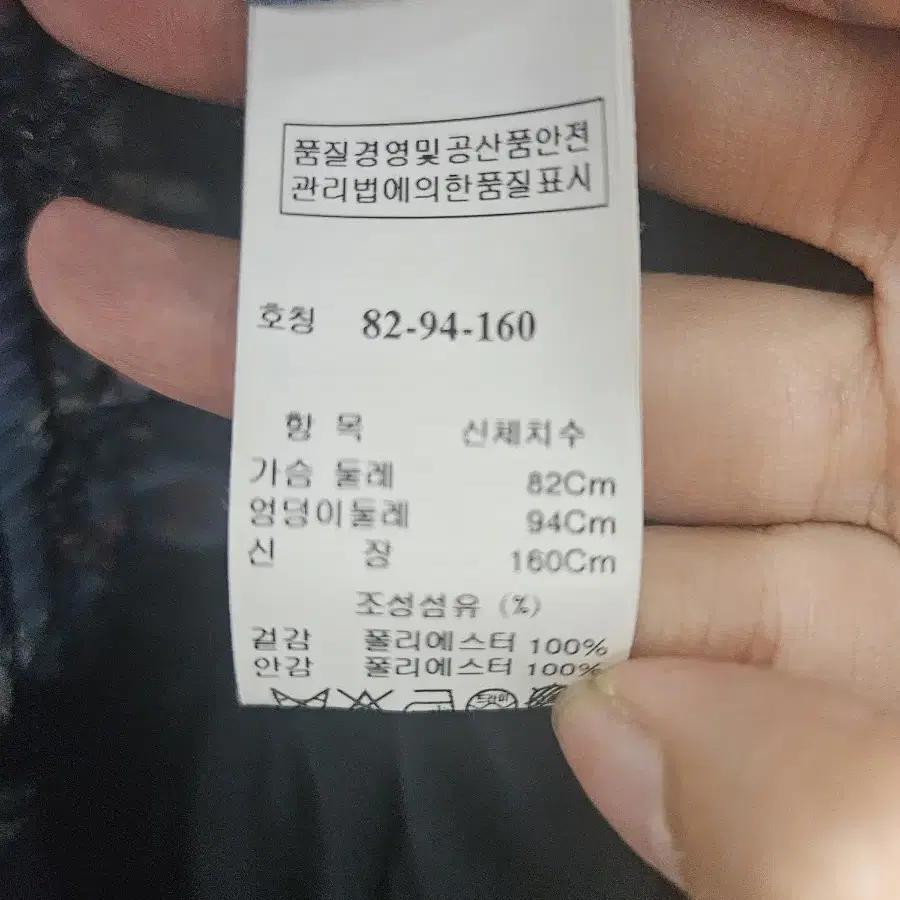 품질경영및공산품안전
관리법에의한품질표시
호칭 82-94-160
항 목 신체치수
가슴 둘레 82Cm
엉덩이둘레 94Cm
신 장 160Cm
조성섬유 (%)
겉감 폴리에스터 100%
안감 폴리에스터 100%
드라이